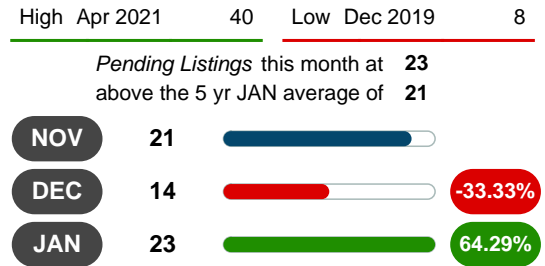 High Apr 2021 40 Low Dec 2019 8
Pending Listings this month at 23
above the 5 yr JAN average of 21
NOV 21
DEC 14 -33.33%
JAN 23 64.29%